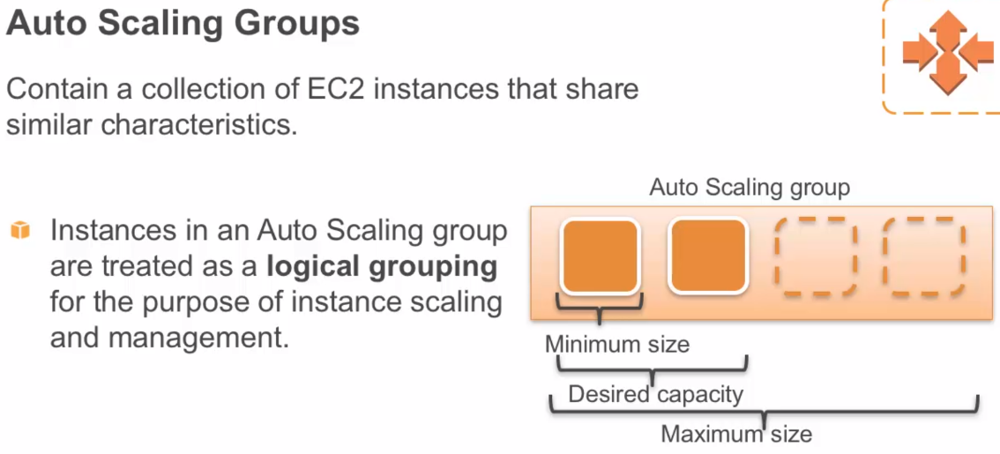 Auto Scaling Groups
Contain a collection of EC2 instances that share
similar characteristics.
Instances in an Auto Scaling group
are treated as a logical grouping
for the purpose of instance scaling
and management.
Auto Scaling group
Minimum size
Desired capacity
Maximum size